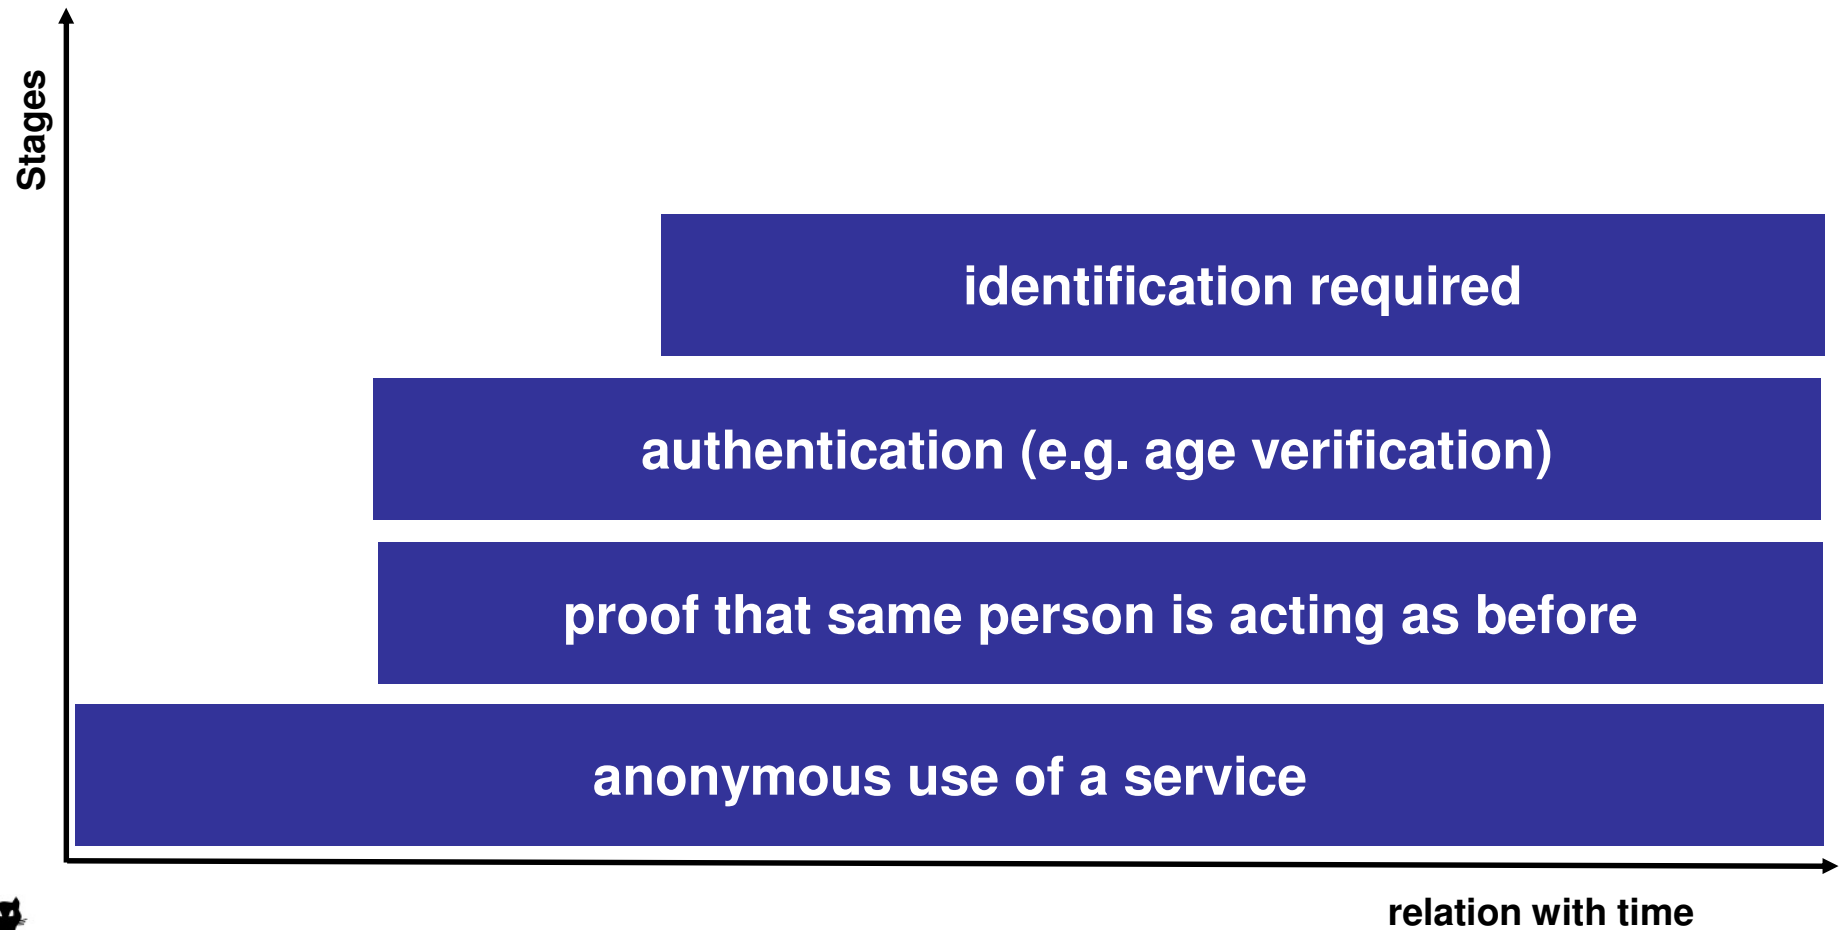 Stages
identification required
authentication (e.g. age verification)
proof that same person is acting as before
anonymous use of a service
relation with time